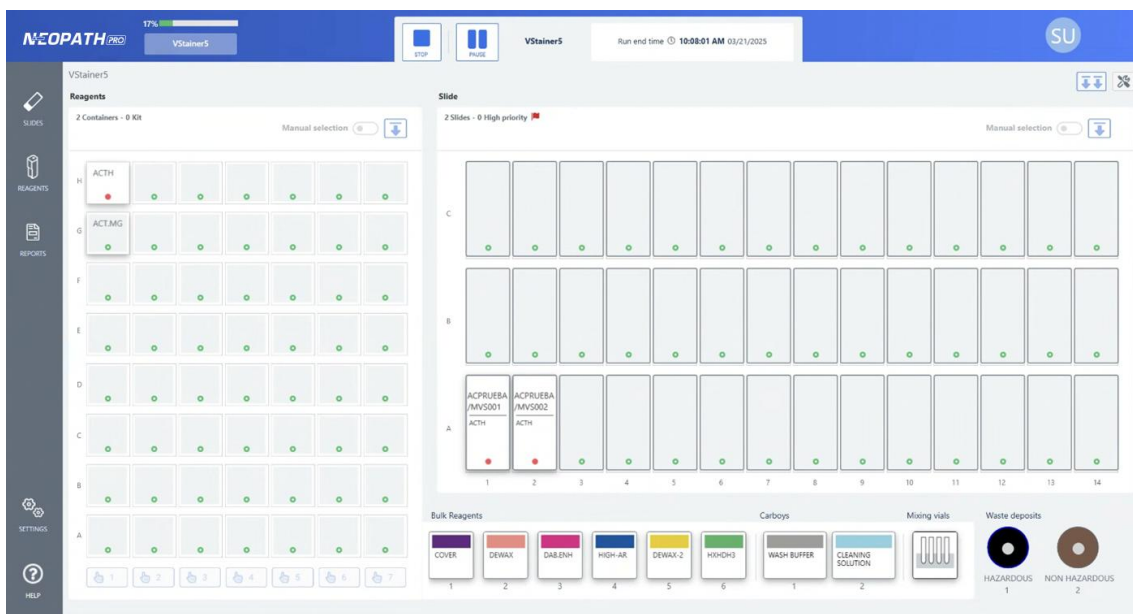 NEOPATH PRO
17%
VStainer5
STOP
PAUSE
VStainer5
Run end time 10:08:01 AM 03/21/2025
SU
SLIDES
REAGENTS
REPORTS
SETTINGS
HELP
VStainer5
Reagents
2 Containers - 0 Kit
Manual selection
H
ACTH
G
ACT.MG
F
E
D
C
B
A
1 2 3 4 5 6 7
Slide
2 Slides - 0 High priority
Manual selection
C
B
A
ACPRUEBA
/MVS001
ACTH
ACPRUEBA
/MVS002
ACTH
1 2 3 4 5 6 7 8 9 10 11 12 13 14
Bulk Reagents
COVER
1
DEWAX
2
DAB.ENH
3
HIGH-AR
4
DEWAX-2
5
HXHDH3
6
Carboys
WASH BUFFER
1
CLEANING
SOLUTION
2
Mixing vials
Waste deposits
HAZARDOUS
1
NON HAZARDOUS
2